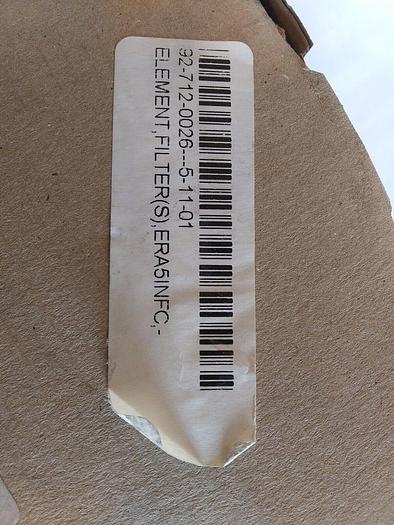 92-712-0026---5-11-01
ELEMENT,FILTER(S),ERA5INFC,-